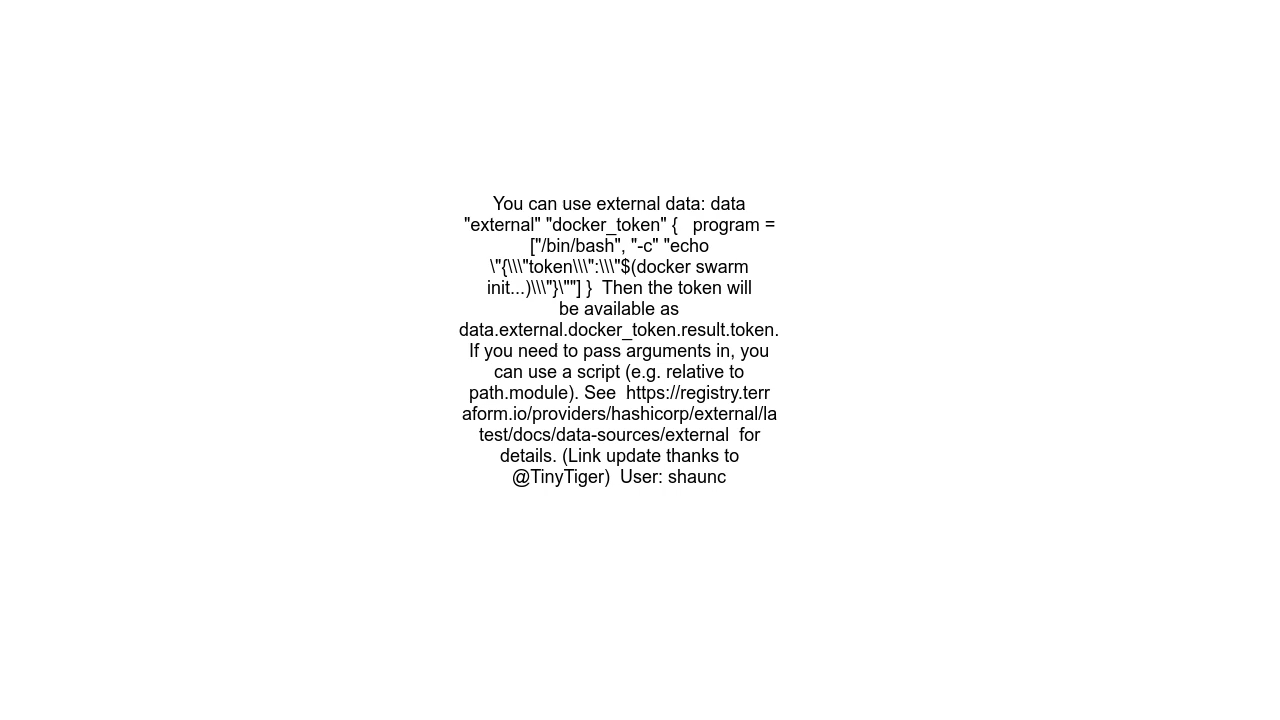 You can use external data: data
"external" "docker_token" {   program =
["/bin/bash", "-c" "echo
\"{\\\"token\\\":\\\"$(docker swarm
init...)\\\"}\""] }  Then the token will
be available as
data.external.docker_token.result.token.
If you need to pass arguments in, you
can use a script (e.g. relative to
path.module). See  https://registry.terr
aform.io/providers/hashicorp/external/la
test/docs/data-sources/external  for
details. (Link update thanks to
@TinyTiger)  User: shaunc